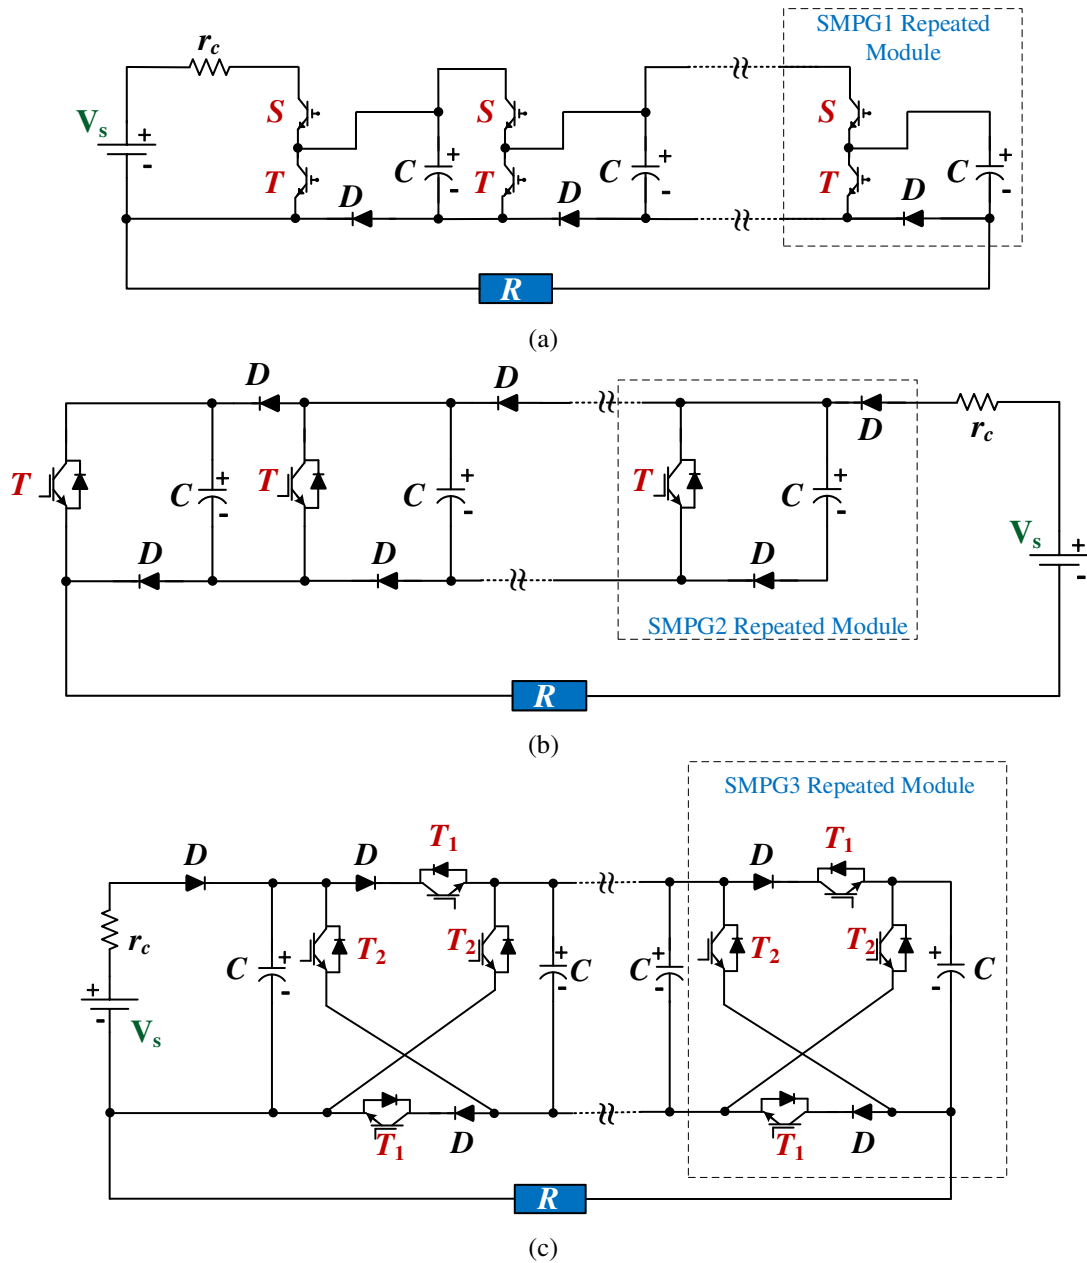 SMPG1 Repeated
Module
r_c
V_s
+
-
S
T
D
C
+
-
S
T
D
C
+
-
S
T
D
C
+
-
R
(a)
D
D
D
r_c
T
C
+
-
T
C
+
-
T
C
+
-
V_s
+
-
D
D
D
SMPG2 Repeated Module
R
(b)
SMPG3 Repeated Module
D
D
T_1
D
T_1
r_c
+
-
V_s
C
+
-
T_2
T_2
+
-
C
C
+
-
T_2
T_2
+
-
C
T_1
D
T_1
D
R
(c)